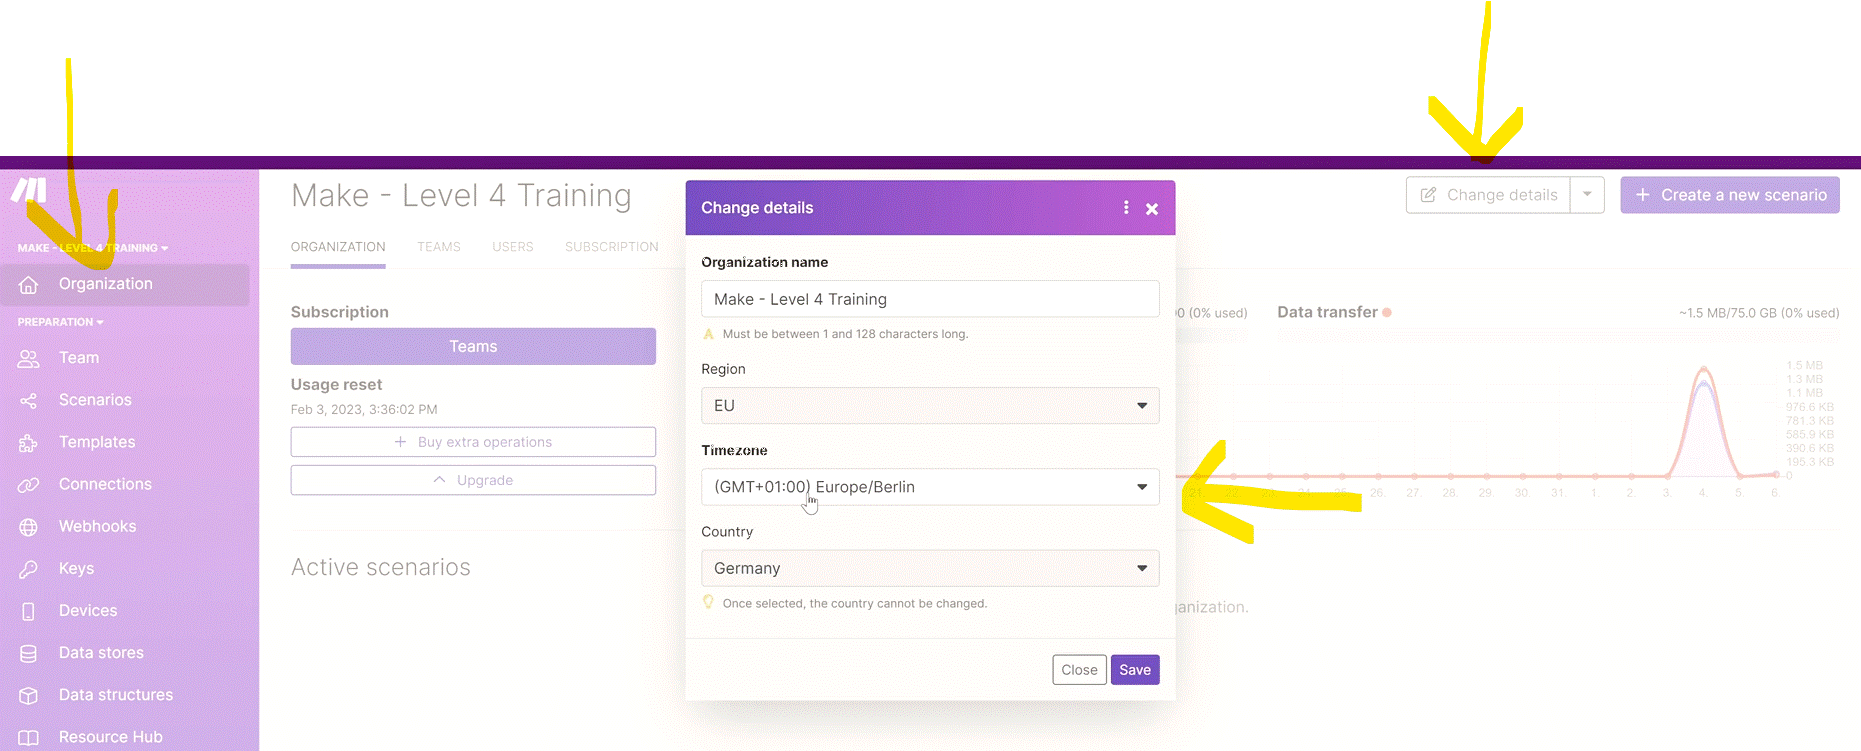 MAKE - LEVEL 4 TRAINING
Organization
PREPARATION
Team
Scenarios
Templates
Connections
Webhooks
Keys
Devices
Data stores
Data structures
Resource Hub
Make - Level 4 Training
Change details
Create a new scenario
ORGANIZATION TEAMS USERS SUBSCRIPTION
Subscription
Teams
Usage reset
Feb 3, 2023, 3:36:02 PM
Buy extra operations
Upgrade
Active scenarios
Change details
Organization name
Make - Level 4 Training
Must be between 1 and 128 characters long.
Region
EU
Timezone
(GMT+01:00) Europe/Berlin
Country
Germany
Once selected, the country cannot be changed.
Close Save
(0% used)
Data transfer
~1.5 MB/75.0 GB (0% used)
1.5 MB
1.3 MB
1.1 MB
976.6 KB
781.3 KB
585.9 KB
390.6 KB
195.3 KB
0
21. 26. 27. 28. 29. 30. 31. 1. 2. 3. 4. 5. 6.